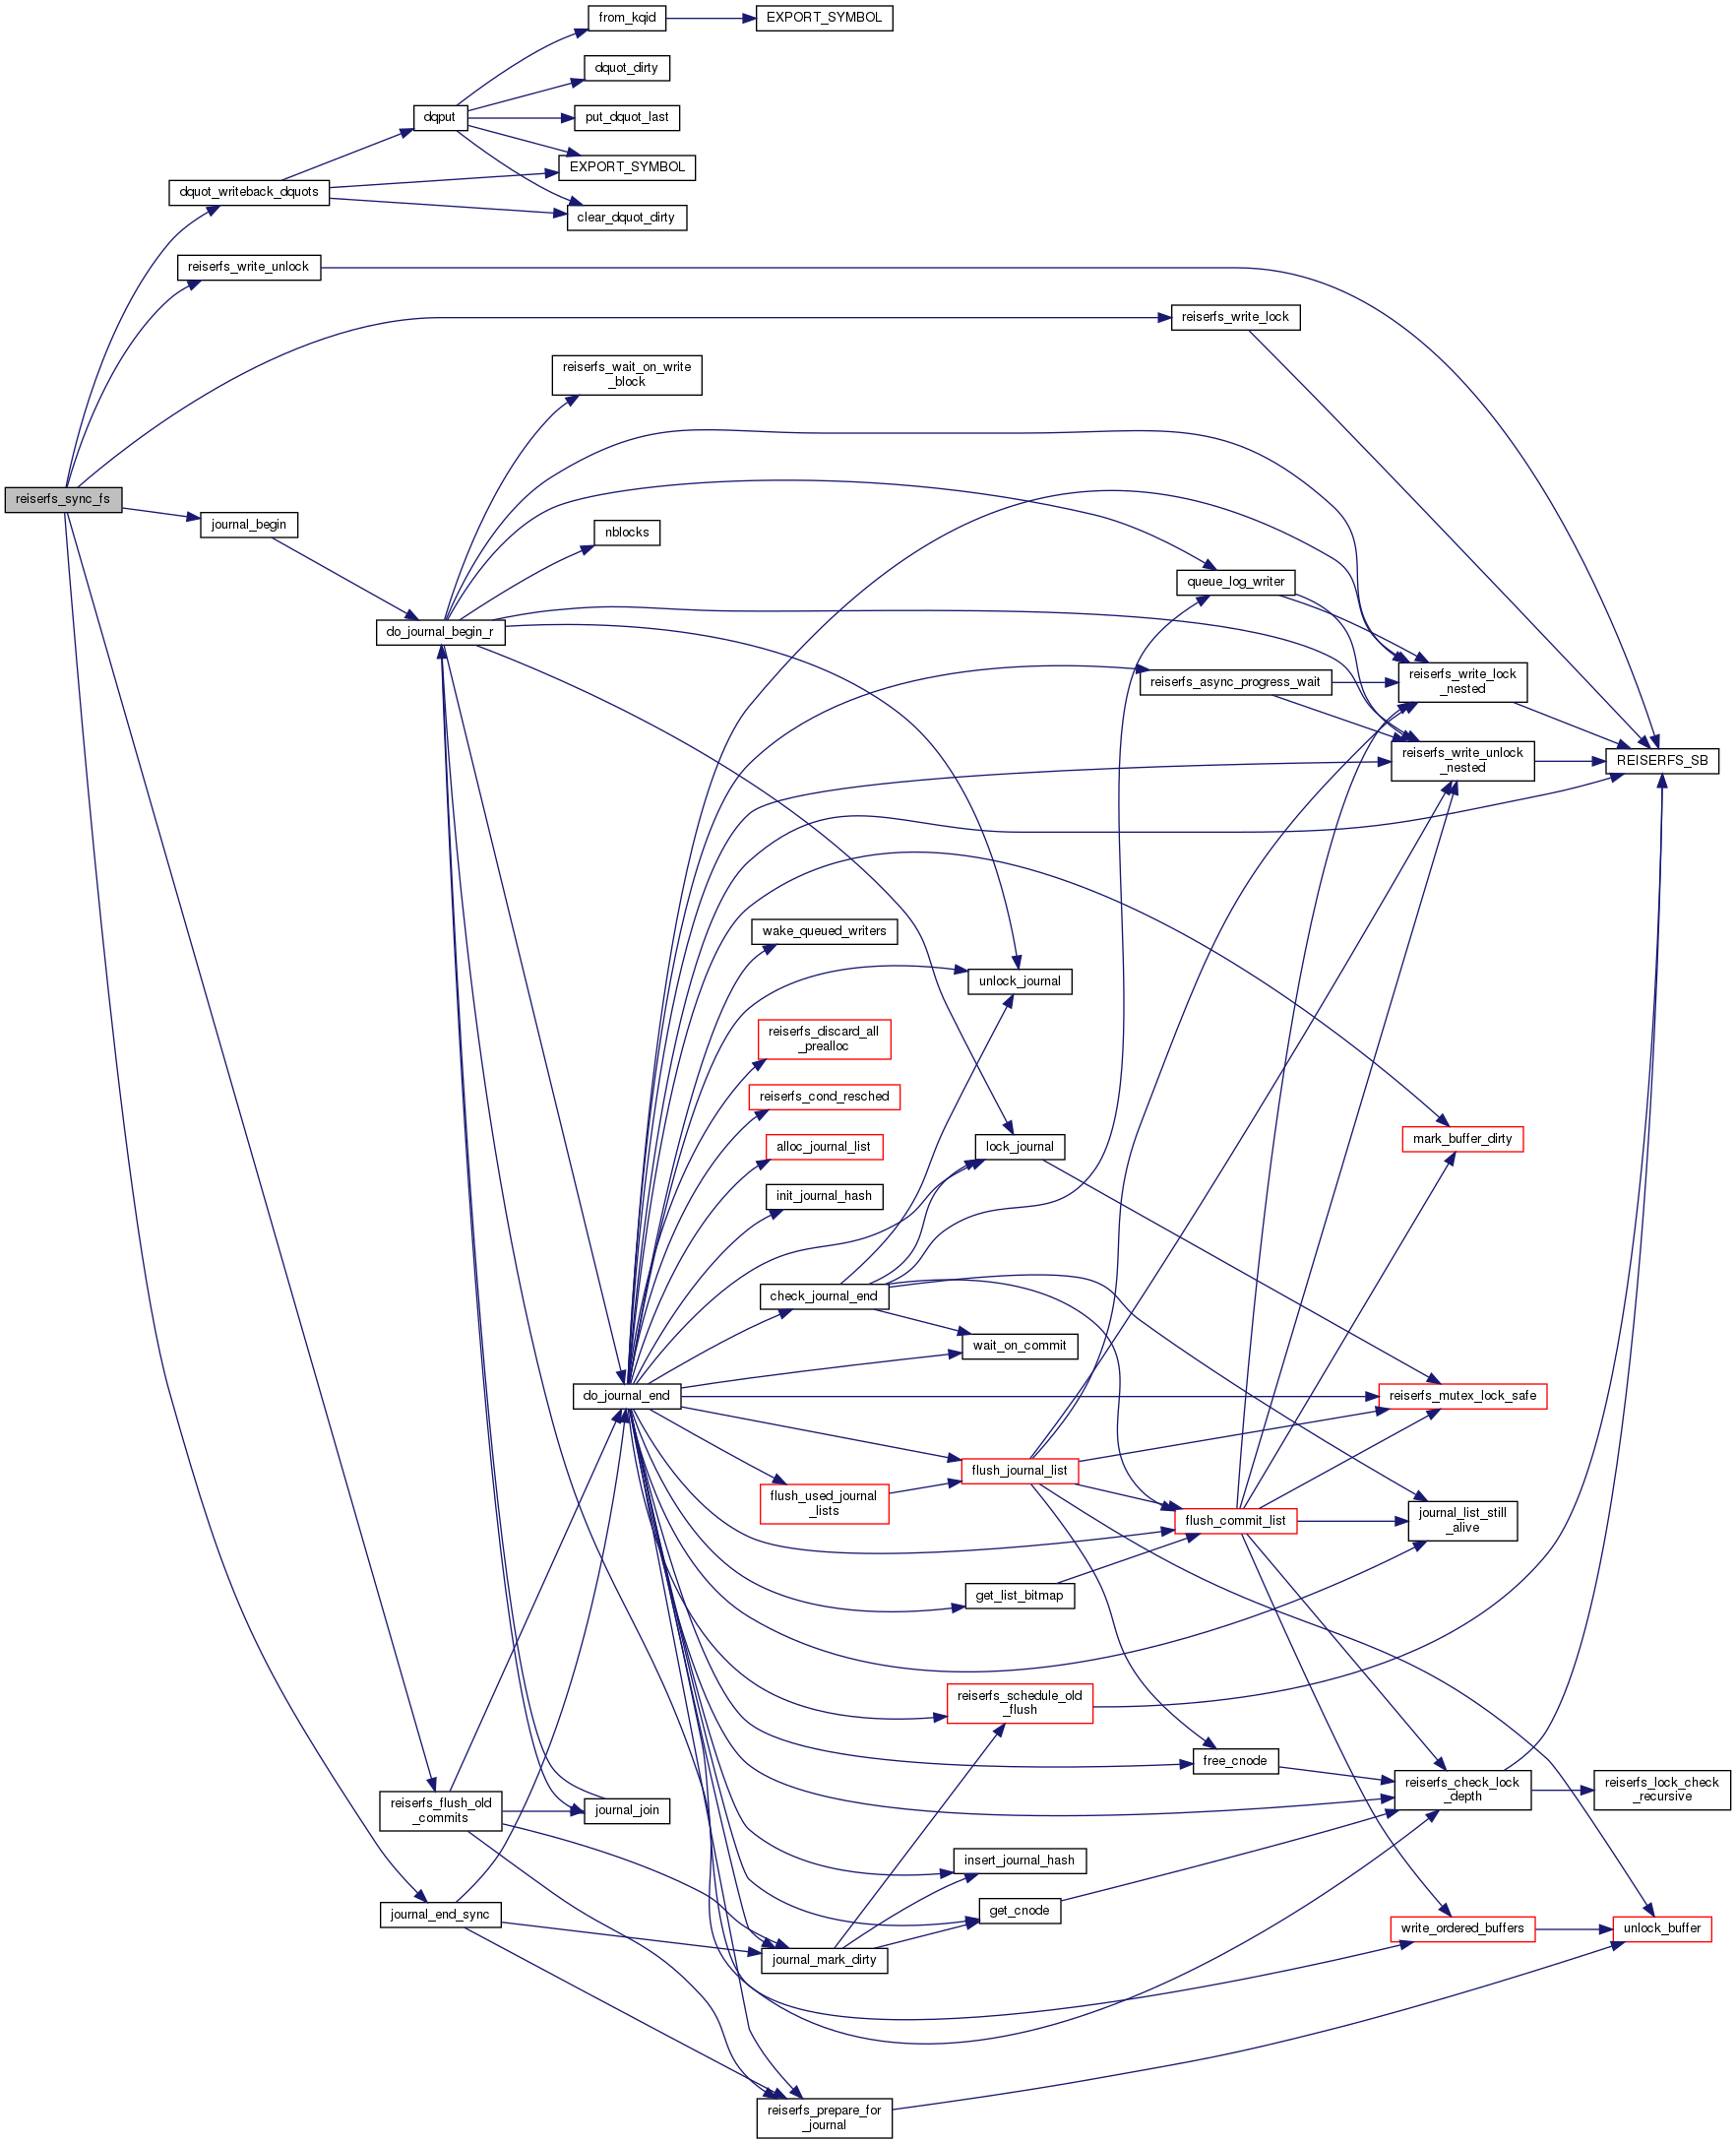 from_kqid
EXPORT_SYMBOL
dquot_dirty
dqput
put_dquot_last
EXPORT_SYMBOL
dquot_writeback_dquots
clear_dquot_dirty
reiserfs_write_unlock
reiserfs_write_lock
reiserfs_wait_on_write
_block
reiserfs_sync_fs
journal_begin
nblocks
queue_log_writer
do_journal_begin_r
reiserfs_async_progress_wait
reiserfs_write_lock
_nested
reiserfs_write_unlock
_nested
REISERFS_SB
wake_queued_writers
unlock_journal
reiserfs_discard_all
_prealloc
reiserfs_cond_resched
alloc_journal_list
lock_journal
mark_buffer_dirty
init_journal_hash
check_journal_end
wait_on_commit
do_journal_end
reiserfs_mutex_lock_safe
flush_journal_list
flush_used_journal
_lists
flush_commit_list
journal_list_still
_alive
get_list_bitmap
reiserfs_schedule_old
_flush
free_cnode
reiserfs_check_lock
_depth
reiserfs_lock_check
_recursive
reiserfs_flush_old
_commits
journal_join
insert_journal_hash
get_cnode
journal_end_sync
write_ordered_buffers
unlock_buffer
journal_mark_dirty
reiserfs_prepare_for
_journal